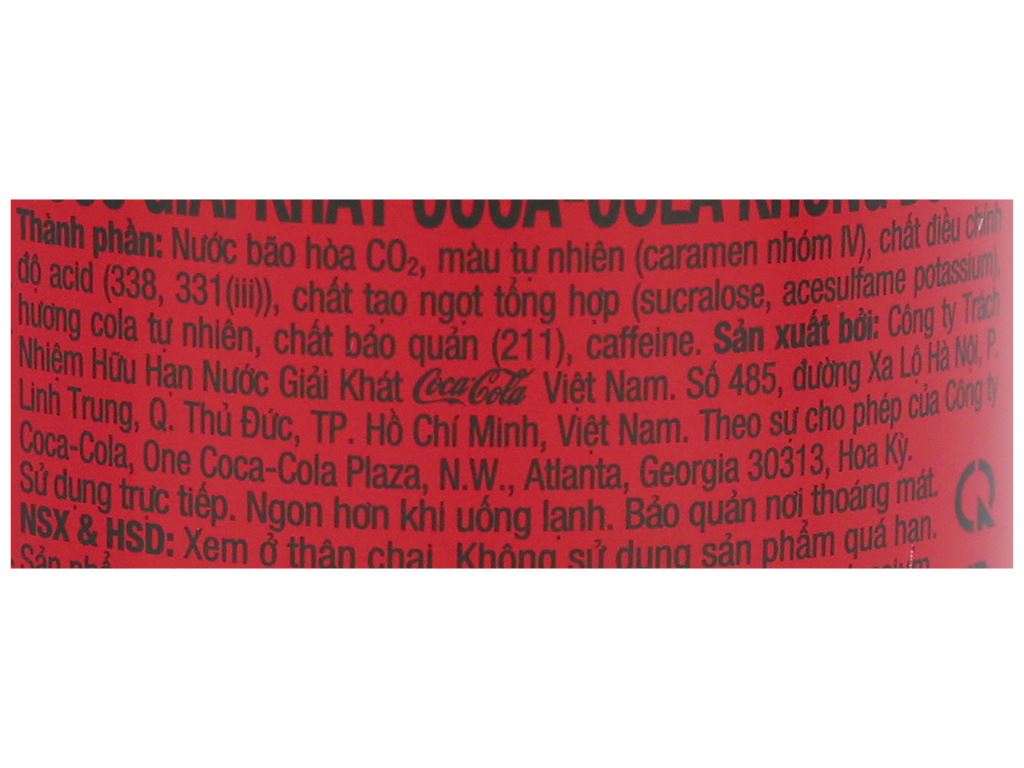 GIẢI KHÁT COCA-COLA KHÔNG
Thành phần: Nước bão hòa CO₂, màu tự nhiên (caramen nhóm IV), chất điều chỉnh
độ acid (338, 331(iii)), chất tạo ngọt tổng hợp (sucralose, acesulfame potassium),
hương cola tự nhiên, chất bảo quản (211), caffeine. Sản xuất bởi: Công ty Trách
Nhiệm Hữu Hạn Nước Giải Khát Coca-Cola Việt Nam. Số 485, đường Xa Lộ Hà Nội, P.
Linh Trung, Q. Thủ Đức, TP. Hồ Chí Minh, Việt Nam. Theo sự cho phép của Công ty
Coca-Cola, One Coca-Cola Plaza, N.W., Atlanta, Georgia 30313, Hoa Kỳ.
Sử dụng trực tiếp. Ngon hơn khi uống lạnh. Bảo quản nơi thoáng mát.
NSX & HSD: Xem ở thân chai. Không sử dụng sản phẩm quá hạn.
Sản